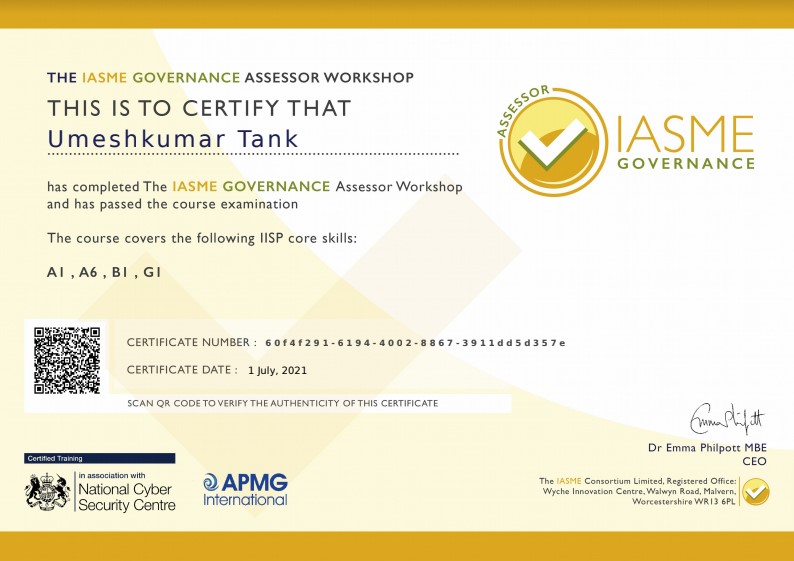 THE IASME GOVERNANCE ASSESSOR WORKSHOP
THIS IS TO CERTIFY THAT
Umeshkumar Tank
has completed The IASME GOVERNANCE Assessor Workshop
and has passed the course examination
The course covers the following IISP core skills:
A1 , A6 , B1 , G1
ASSESSOR
IASME
GOVERNANCE
CERTIFICATE NUMBER : 60f4f291-6194-4002-8867-3911dd5d357e
CERTIFICATE DATE : 1 July, 2021
SCAN QR CODE TO VERIFY THE AUTHENTICITY OF THIS CERTIFICATE
Emma Philpott
Dr Emma Philpott MBE
CEO
Certified Training
in association with
National Cyber
Security Centre
APMG
International
The IASME Consortium Limited, Registered Office:
Wyche Innovation Centre, Walwyn Road, Malvern,
Worcestershire WR13 6PL